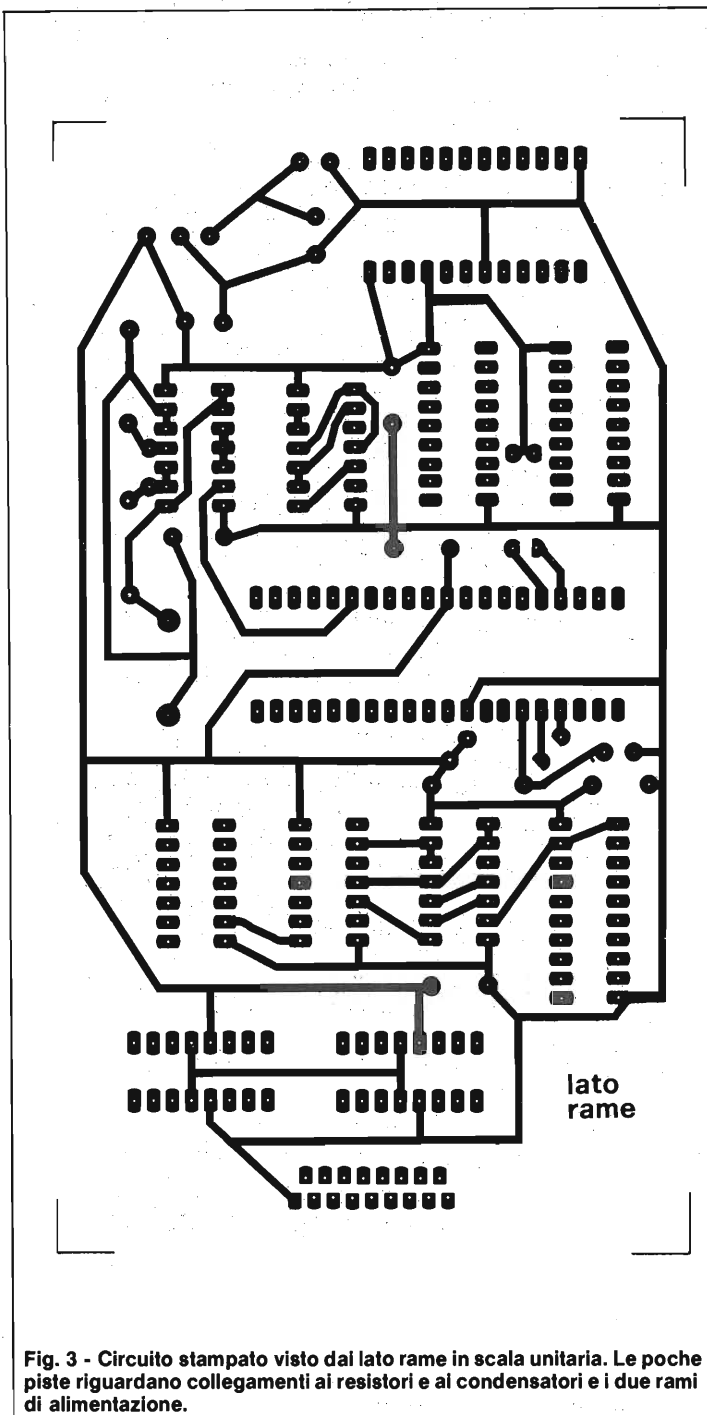 lato
rame
Fig. 3 - Circuito stampato visto dal lato rame in scala unitaria. Le poche
piste riguardano collegamenti ai resistori e ai condensatori e i due rami
di alimentazione.